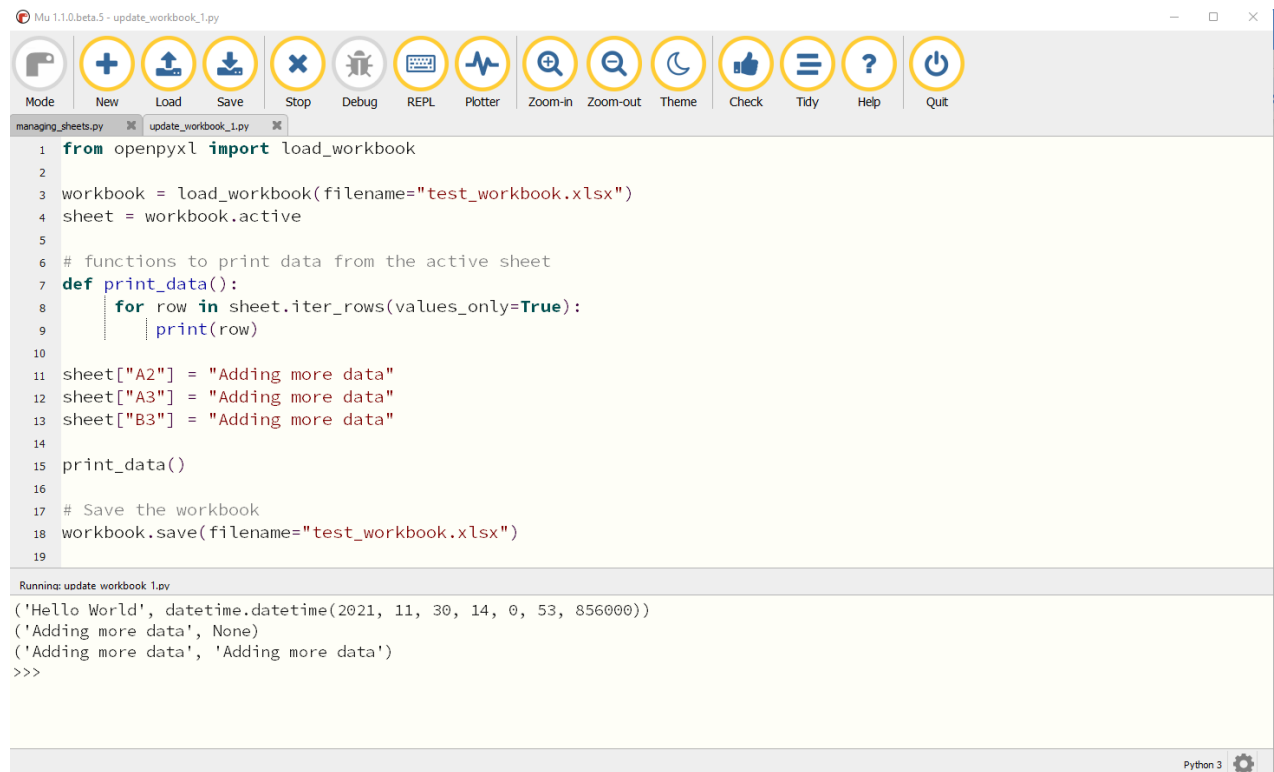 Mu 1.1.0.beta.5 - update_workbook_1.py
Mode New Load Save Stop Debug REPL Plotter Zoom-in Zoom-out Theme Check Tidy Help Quit
managing_sheets.py update_workbook_1.py
1 from openpyxl import load_workbook
2
3 workbook = load_workbook(filename="test_workbook.xlsx")
4 sheet = workbook.active
5
6 # functions to print data from the active sheet
7 def print_data():
8     for row in sheet.iter_rows(values_only=True):
9         print(row)
10
11 sheet["A2"] = "Adding more data"
12 sheet["A3"] = "Adding more data"
13 sheet["B3"] = "Adding more data"
14
15 print_data()
16
17 # Save the workbook
18 workbook.save(filename="test_workbook.xlsx")
19
Running: update_workbook_1.py
('Hello World', datetime.datetime(2021, 11, 30, 14, 0, 53, 856000))
('Adding more data', None)
('Adding more data', 'Adding more data')
>>>
Python 3